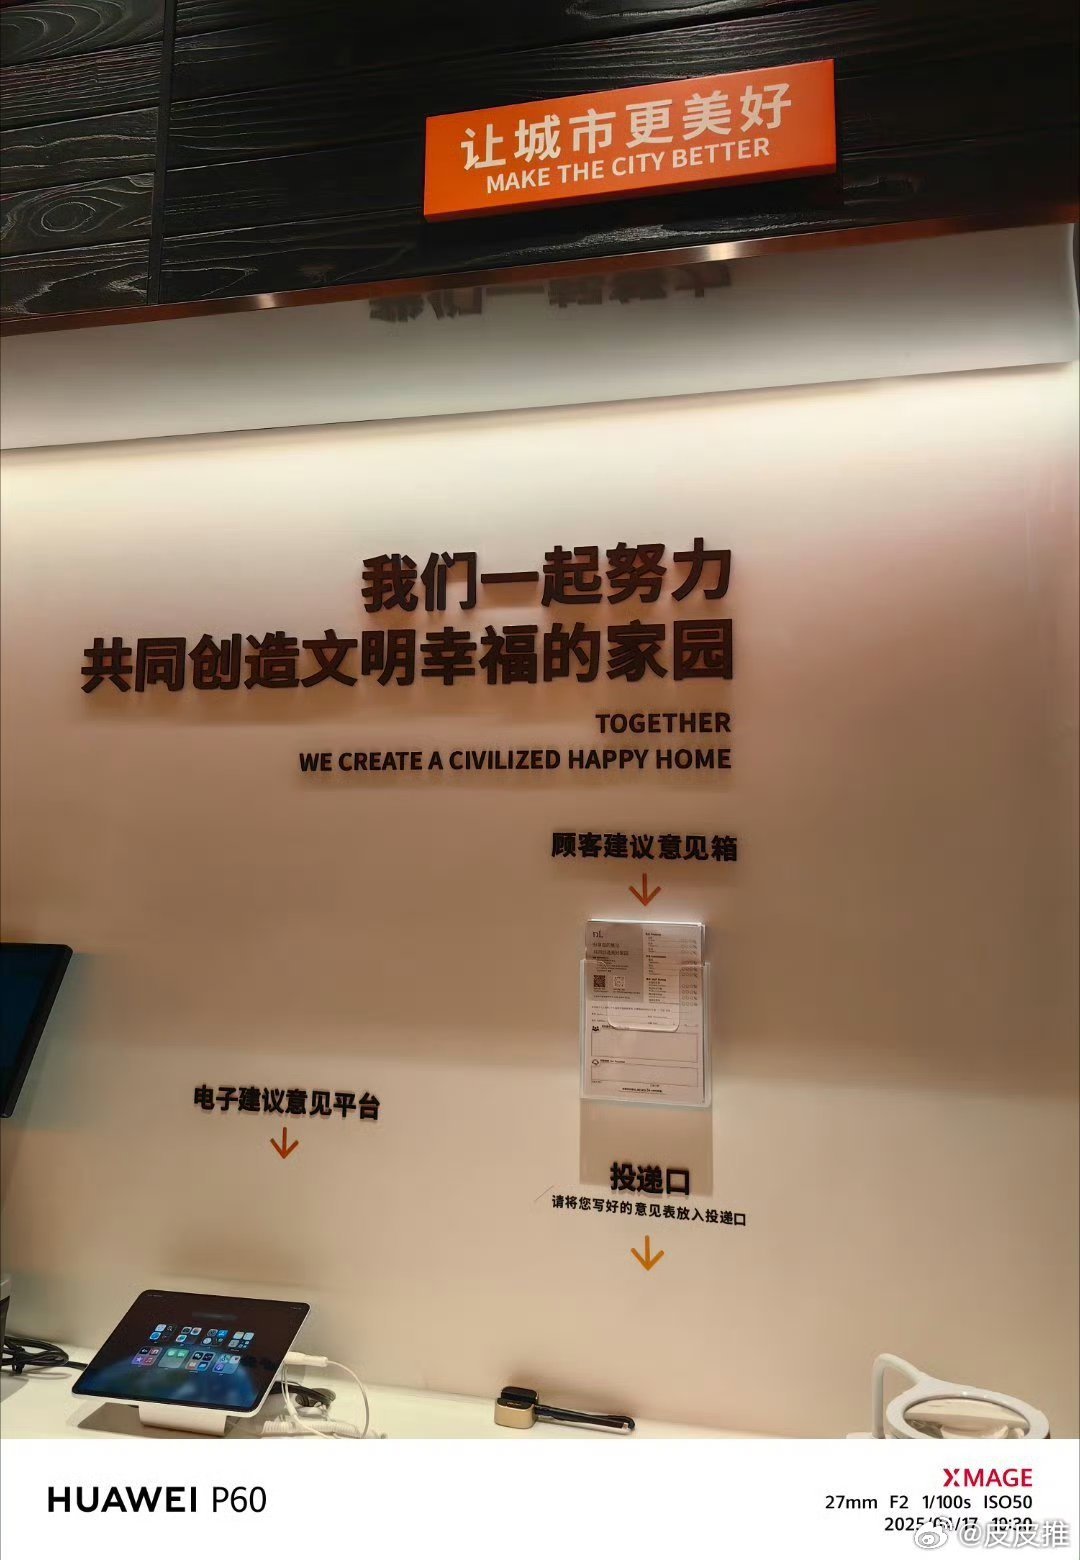 让城市更美好
MAKE THE CITY BETTER
我们一起努力
共同创造文明幸福的家园
TOGETHER
WE CREATE A CIVILIZED HAPPY HOME
顾客建议意见箱
电子建议意见平台
投递口
请将您写好的意见表放入投递口
HUAWEI P60
XMAGE
27mm F2 1/100s ISO50
@皮皮推